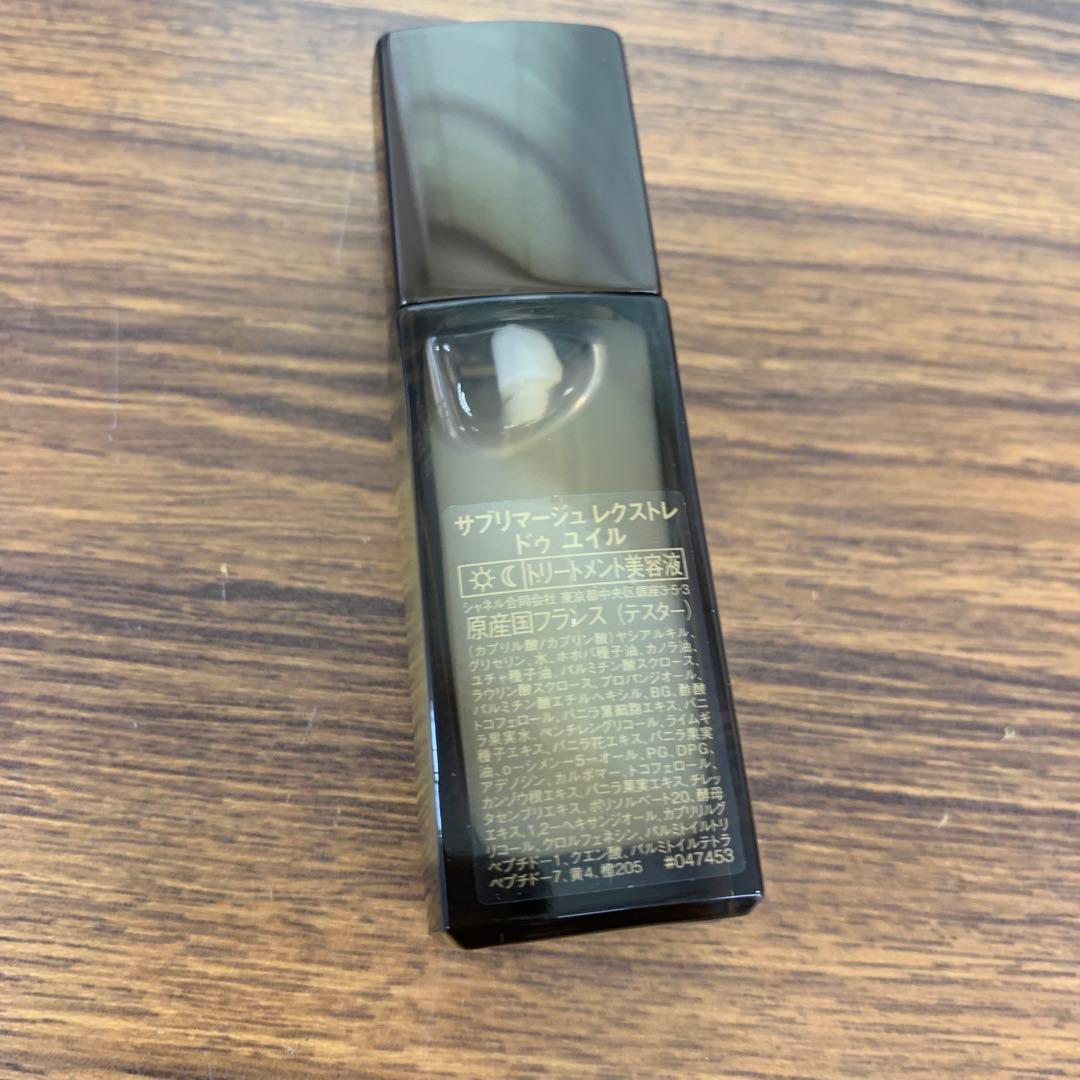 サブリマージュ レクストレ
ドゥ ユイル
トリートメント美容液
シャネル合同会社 東京都中央区銀座3-5-3
原産国フランス (テスター)
(カプリル酸/カプリン酸)ヤシアルキル、
グリセリン、水、ホホバ種子油、カノラ油、
ユチャ種子油、パルミチン酸スクロース、
ラウリン酸スクロース、プロパンジオール、
パルミチン酸エチルヘキシル、BG、酢酸
トコフェロール、バニラ葉細胞エキス、バニ
ラ果実水、ペンチレングリコール、ライムギ
種子エキス、バニラ花エキス、バニラ果実
油、o-シメン-5-オール、PG、DPG、
アデノシン、カルボマー、トコフェロール、
カンゾウ根エキス、バニラ果実エキス、チレッ
タセンブリエキス、ポリソルベート20、酵母
エキス、1,2-ヘキサンジオール、カプリリルグ
リコール、クロルフェネシン、パルミトイルトリ
ペプチド-1、クエン酸、パルミトイルテトラ
ペプチド-7、黄4、橙205 #047453